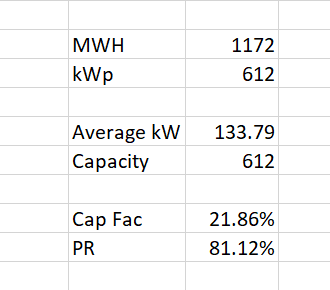 MWH 1172
kWp 612
Average kW 133.79
Capacity 612
Cap Fac 21.86%
PR 81.12%